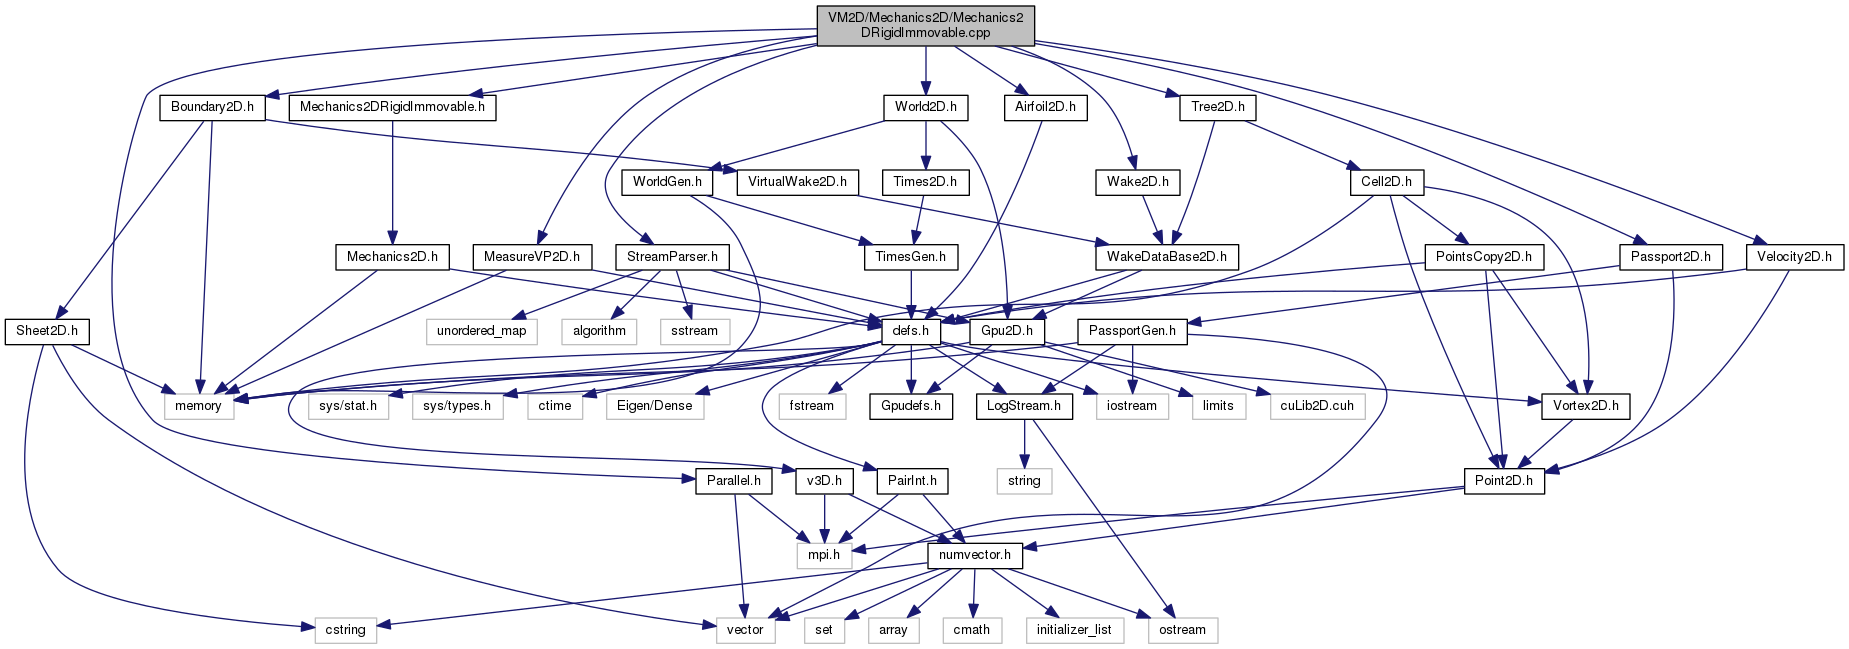 VM2D/Mechanics2D/Mechanics2
DRigidImmovable.cpp
Boundary2D.h
Mechanics2DRigidImmovable.h
World2D.h
Airfoil2D.h
Tree2D.h
WorldGen.h
VirtualWake2D.h
Times2D.h
Wake2D.h
Cell2D.h
Mechanics2D.h
MeasureVP2D.h
StreamParser.h
TimesGen.h
WakeDataBase2D.h
PointsCopy2D.h
Passport2D.h
Velocity2D.h
Sheet2D.h
unordered_map
algorithm
sstream
defs.h
Gpu2D.h
PassportGen.h
memory
sys/stat.h
sys/types.h
ctime
Eigen/Dense
fstream
Gpudefs.h
LogStream.h
iostream
limits
cuLib2D.cuh
Vortex2D.h
Parallel.h
v3D.h
PairInt.h
string
Point2D.h
mpi.h
numvector.h
cstring
vector
set
array
cmath
initializer_list
ostream